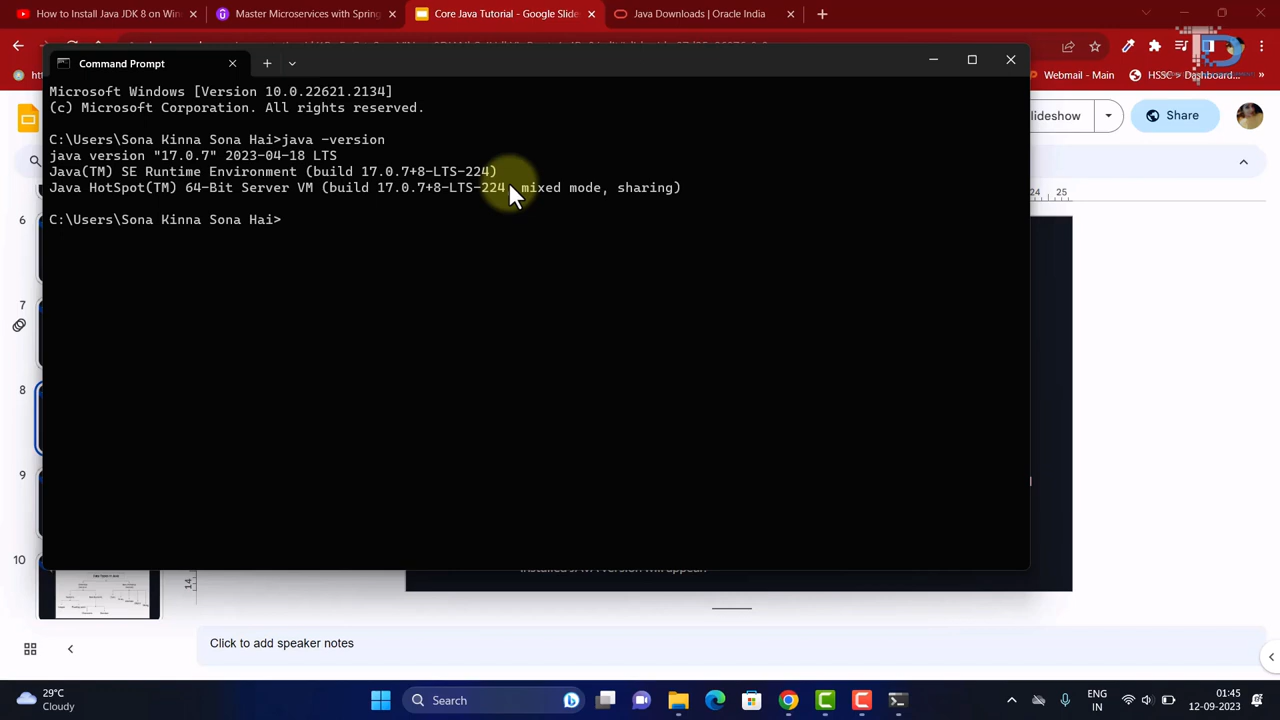 How to Install Java JDK 8 on Win
Master Microservices with Spring
Core Java Tutorial - Google Slide
Java Downloads | Oracle India
Webmail - Main
HSSC :: Dashboard...
Command Prompt
Microsoft Windows [Version 10.0.22621.2134]
(c) Microsoft Corporation. All rights reserved.
C:\Users\Sona Kinna Sona Hai>java -version
java version "17.0.7" 2023-04-18 LTS
Java(TM) SE Runtime Environment (build 17.0.7+8-LTS-224)
Java HotSpot(TM) 64-Bit Server VM (build 17.0.7+8-LTS-224, mixed mode, sharing)
C:\Users\Sona Kinna Sona Hai>
Share
24 25
6
7
8
9
10
14
Click to add speaker notes
29°C
Cloudy
Search
ENG
IN
01:45
12-09-2023